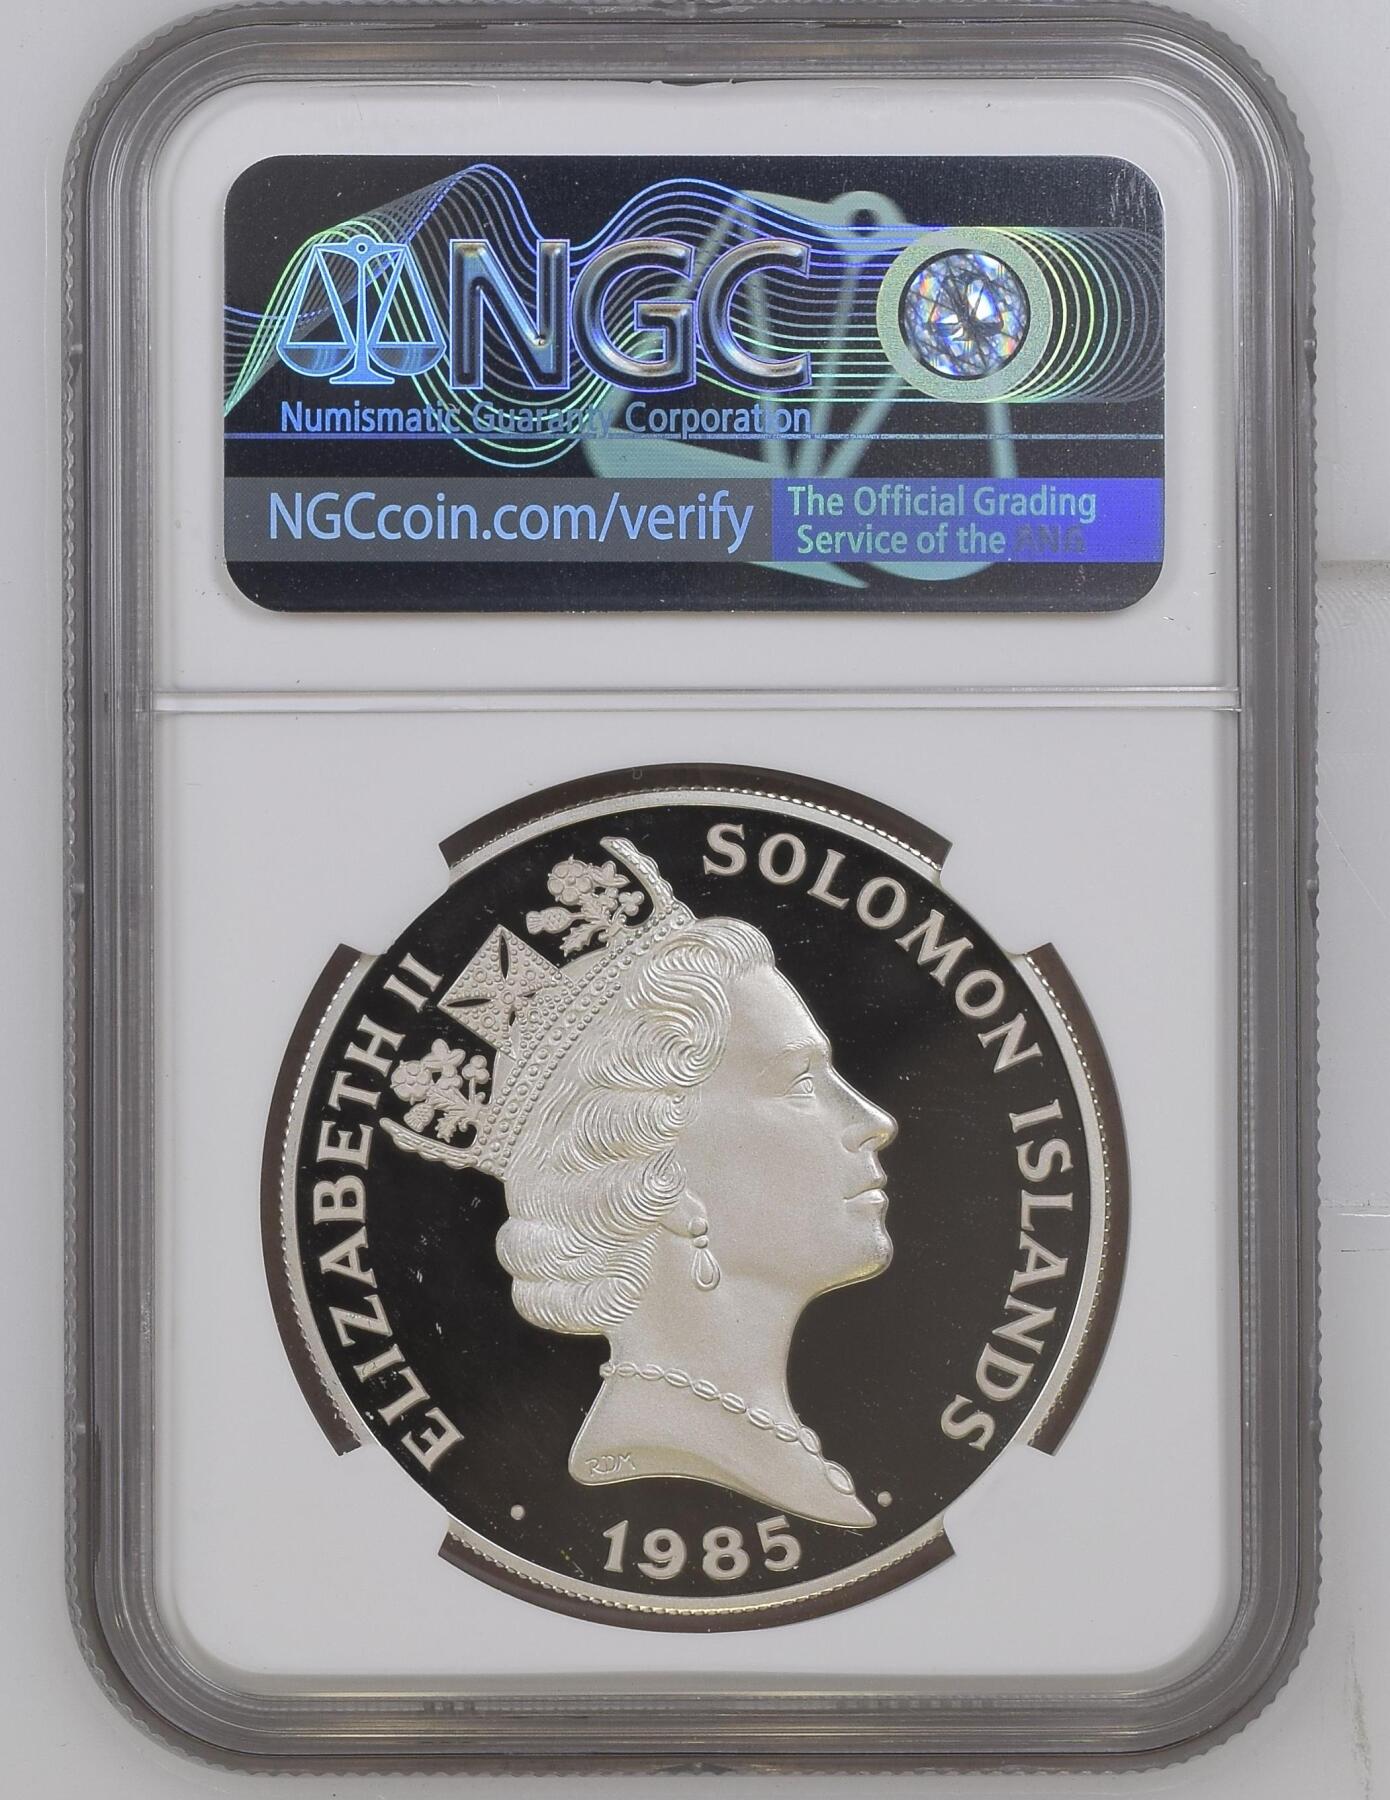 NGC
Numismatic Guaranty Corporation
NGCcoin.com/verify
The Official Grading
Service of the ANA
ELIZABETH II
SOLOMON ISLANDS
RDM
• 1985 •